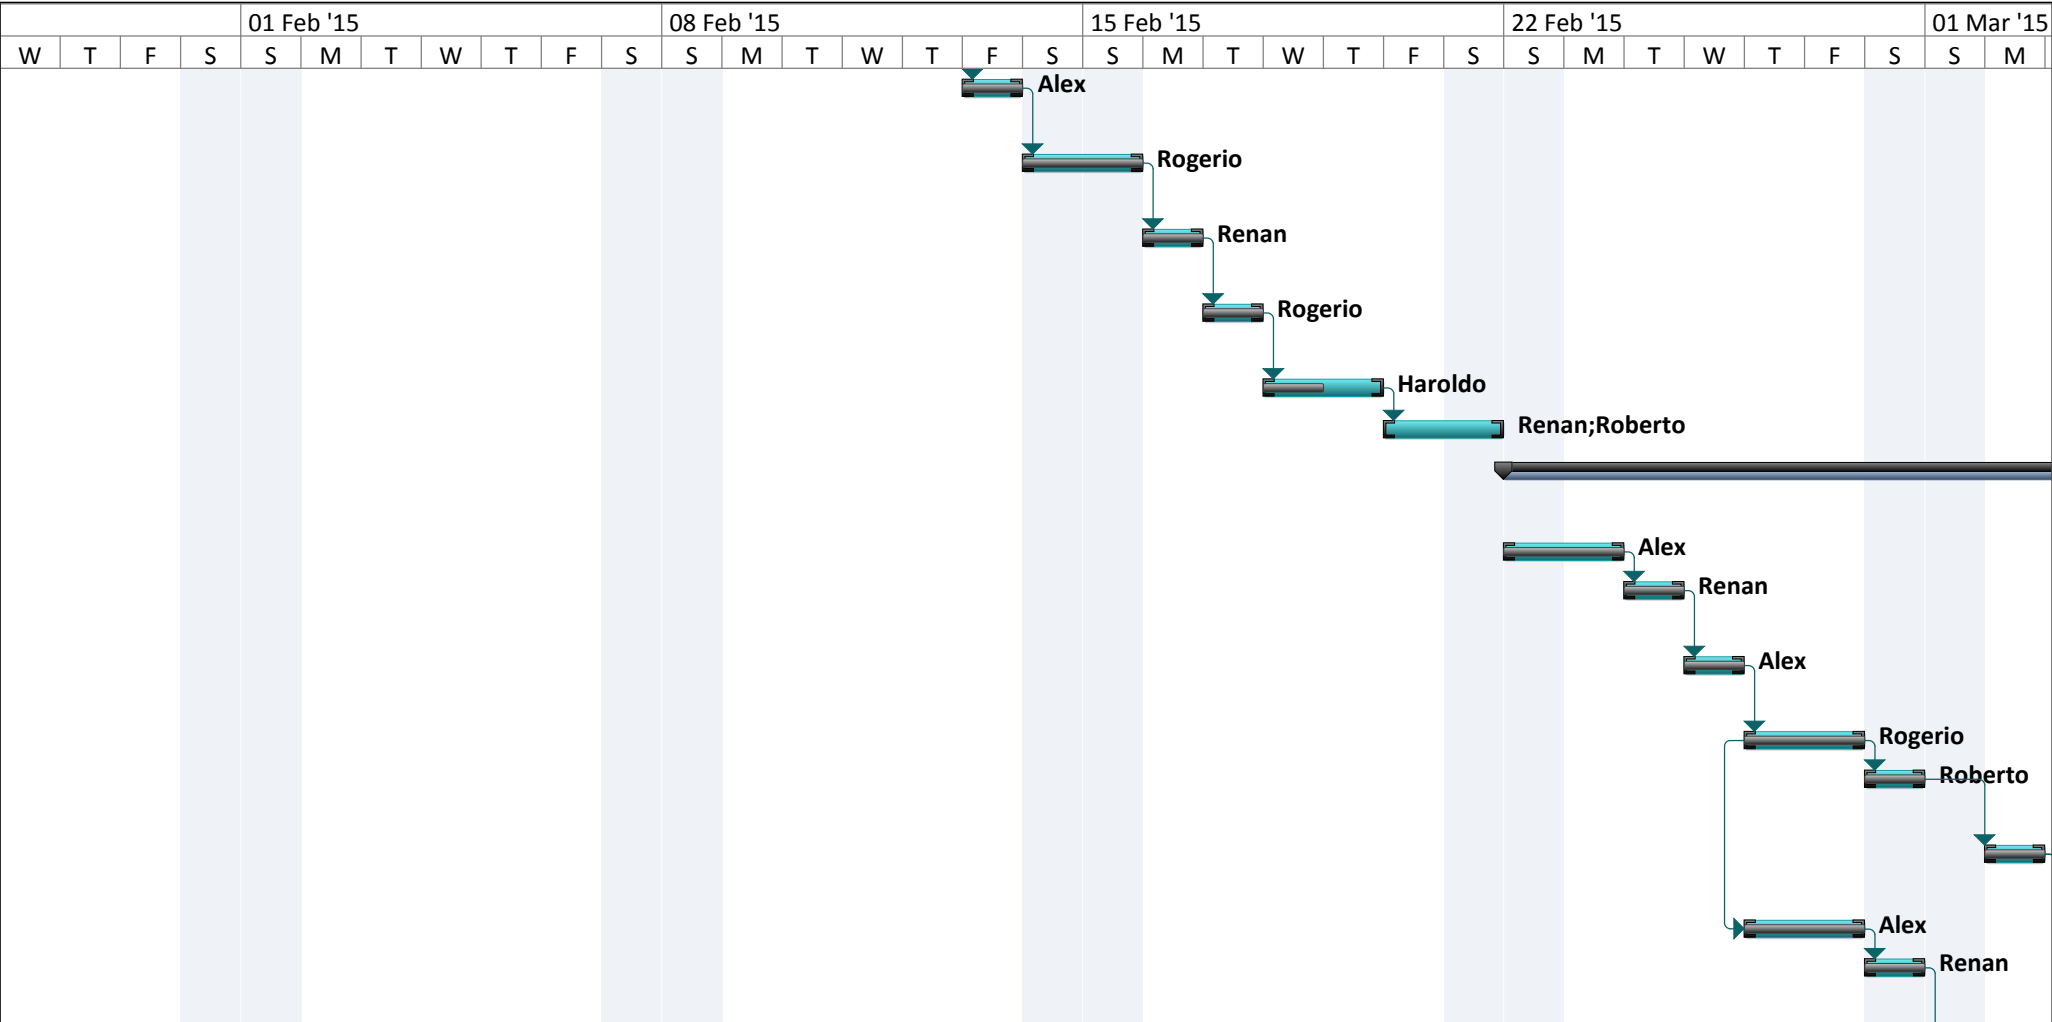 01 Feb '15 08 Feb '15 15 Feb '15 22 Feb '15 01 Mar '15
W T F S S M T W T F S S M T W T F S S M T W T F S S M T W T F S S M
Alex
Rogerio
Renan
Rogerio
Haroldo
Renan;Roberto
Alex
Renan
Alex
Rogerio
Roberto
Alex
Renan